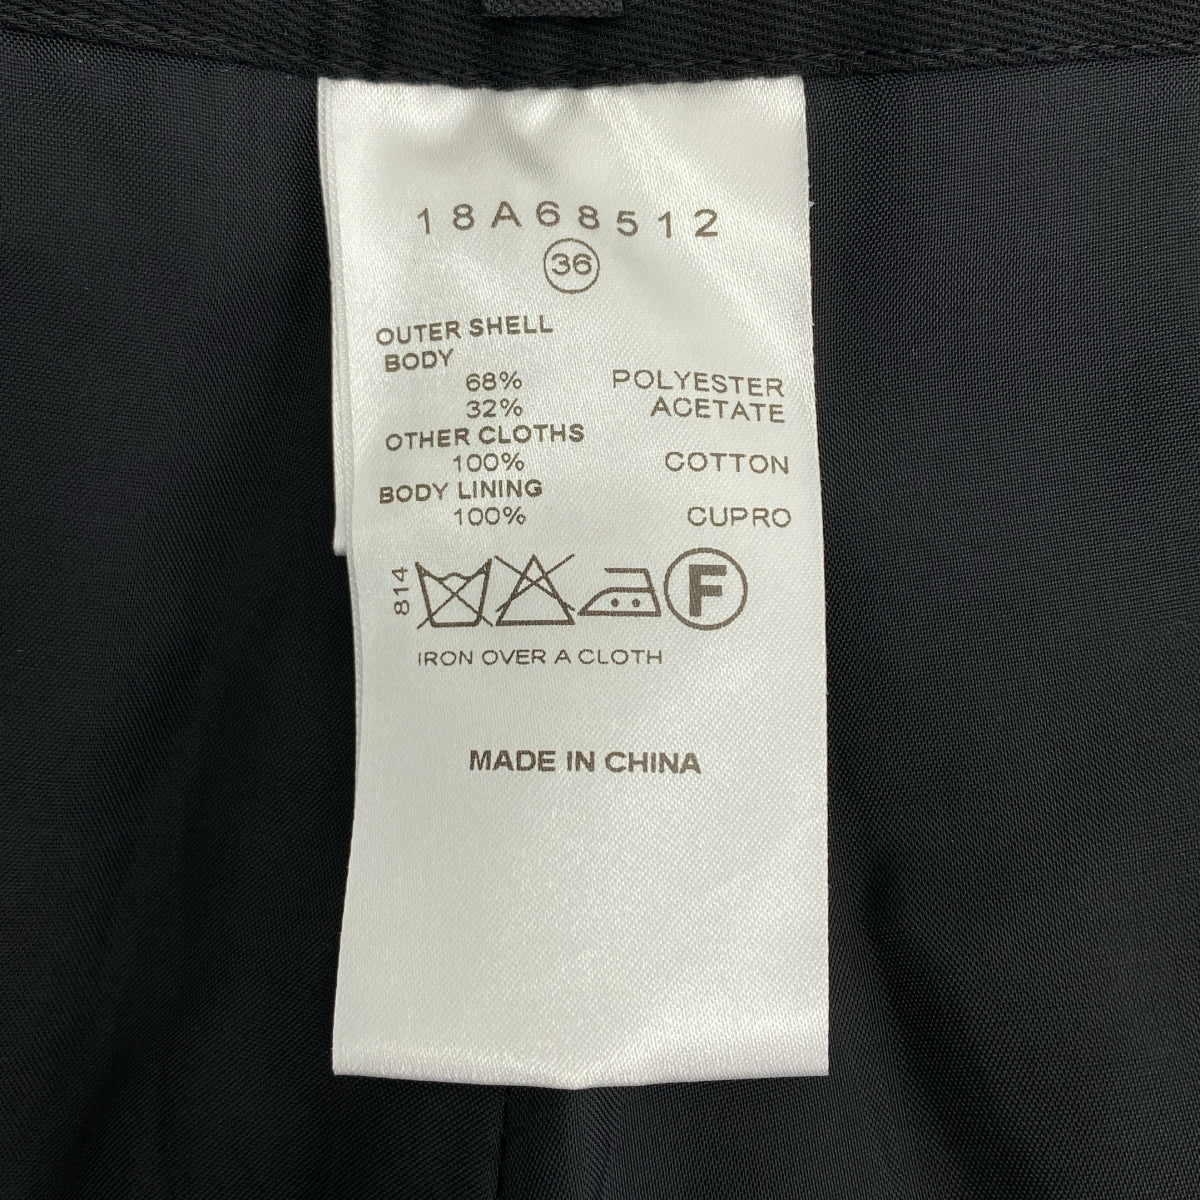 18A68512
36
OUTER SHELL
BODY
68% POLYESTER
32% ACETATE
OTHER CLOTHS
100% COTTON
BODY LINING
100% CUPRO
814
F
IRON OVER A CLOTH
MADE IN CHINA